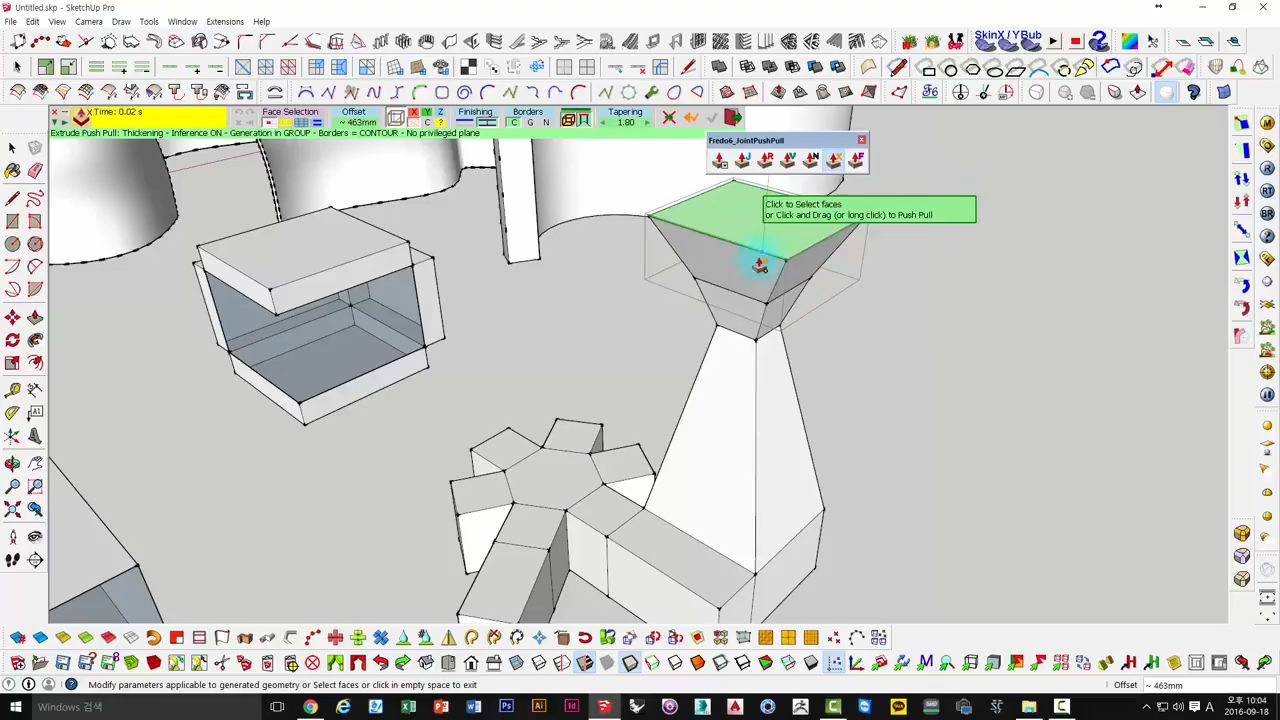 Untitled.skp - SketchUp Pro
File Edit View Camera Draw Tools Window Extensions Help
SkinX / YBub
Time: 0.02 s
Face Selection
Offset
~ 463mm
X Y Z
C ?
Finishing
Borders
C G N
Tapering
1.80
Extrude Push Pull: Thickening - Inference ON - Generation in GROUP - Borders = CONTOUR - No privileged plane
Fredo6_JointPushPull
J R V N X F
Click to Select faces
or Click and Drag (or long click) to Push Pull
Modify parameters applicable to generated geometry or Select faces or click in empty space to exit
Offset ~ 463mm
Windows 검색
오후 10:04
2016-09-18